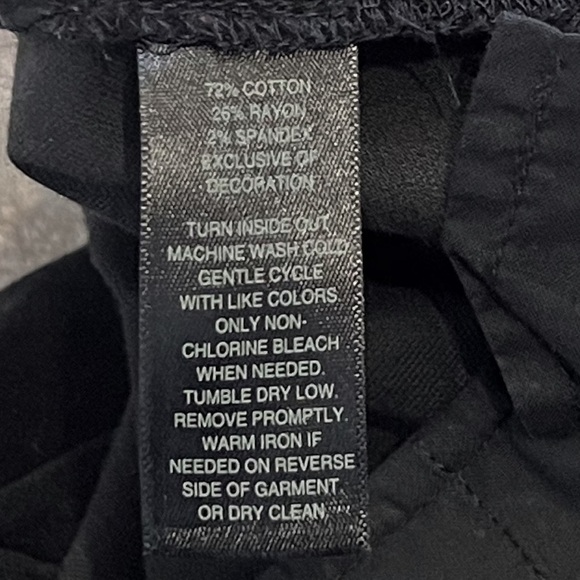 72% COTTON
26% RAYON
2% SPANDEX
EXCLUSIVE OF
DECORATION
TURN INSIDE OUT
MACHINE WASH COLD
GENTLE CYCLE
WITH LIKE COLORS
ONLY NON-
CHLORINE BLEACH
WHEN NEEDED.
TUMBLE DRY LOW.
REMOVE PROMPTLY.
WARM IRON IF
NEEDED ON REVERSE
SIDE OF GARMENT
OR DRY CLEAN